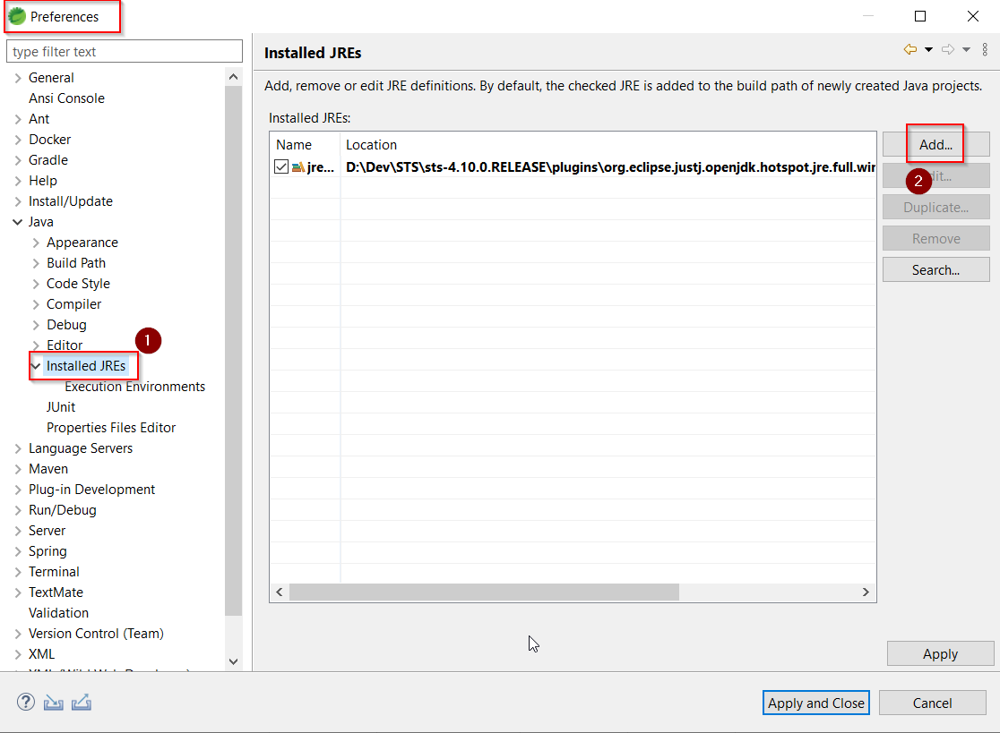 Preferences
type filter text
General
Ansi Console
Ant
Docker
Gradle
Help
Install/Update
Java
Appearance
Build Path
Code Style
Compiler
Debug
Editor
1
Installed JREs
Execution Environments
JUnit
Properties Files Editor
Language Servers
Maven
Plug-in Development
Run/Debug
Server
Spring
Terminal
TextMate
Validation
Version Control (Team)
XML
Installed JREs
Add, remove or edit JRE definitions. By default, the checked JRE is added to the build path of newly created Java projects.
Installed JREs:
Name Location
jre... D:\Dev\STS\sts-4.10.0.RELEASE\plugins\org.eclipse.justj.openjdk.hotspot.jre.full.win
Add...
2
Duplicate...
Remove
Search...
Apply
?
Apply and Close
Cancel